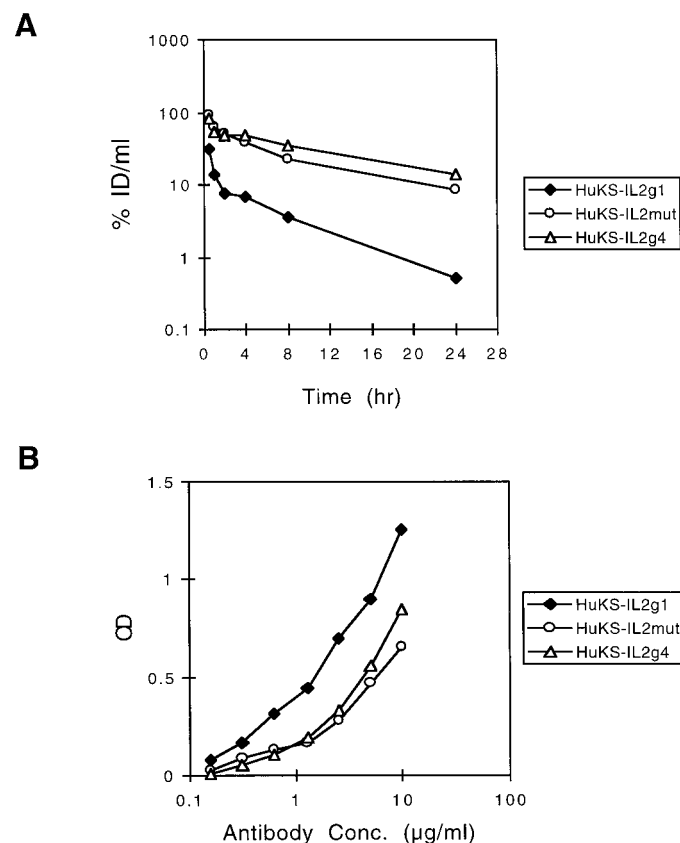 A
1000
100
10
1
0.1
% ID/ml
0 4 8 12 16 20 24 28
Time (hr)
HuKS-IL2g1
HuKS-IL2mut
HuKS-IL2g4
B
1.5
1
0.5
0
OD
0.1 1 10 100
Antibody Conc. (µg/ml)
HuKS-IL2g1
HuKS-IL2mut
HuKS-IL2g4